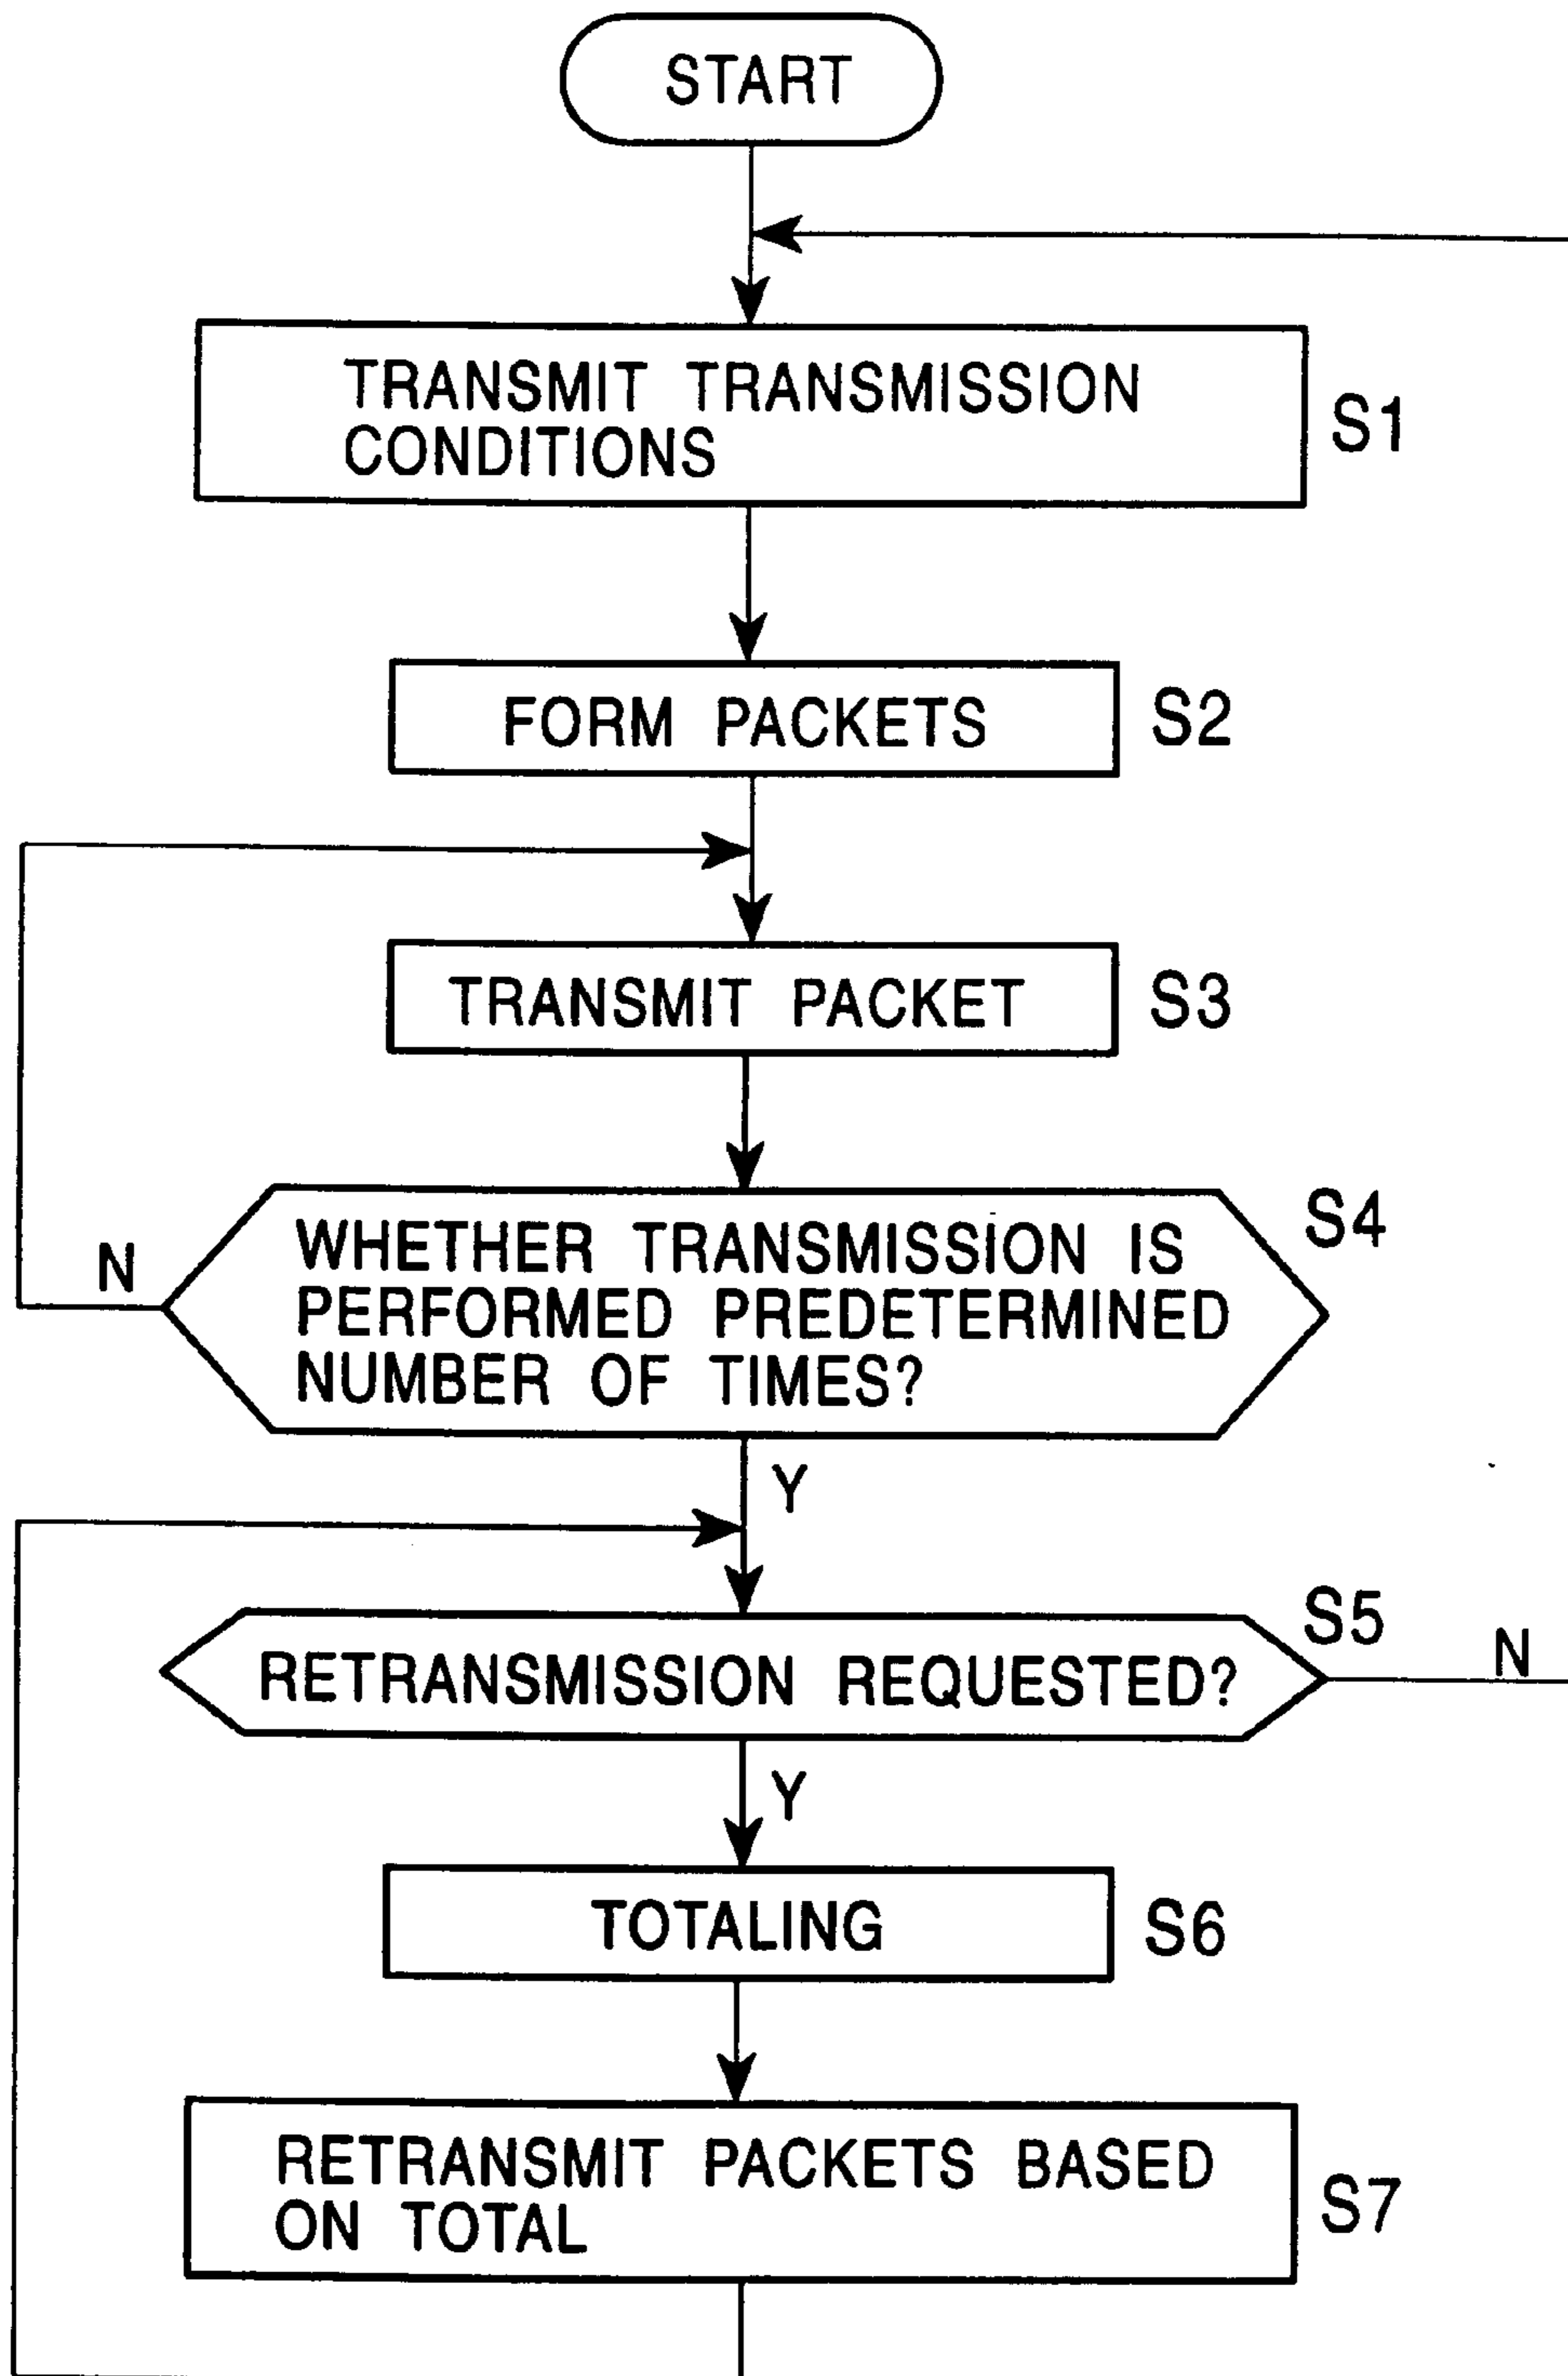 START
TRANSMIT TRANSMISSION
CONDITIONS
S1
FORM PACKETS
S2
TRANSMIT PACKET
S3
WHETHER TRANSMISSION IS
PERFORMED PREDETERMINED
NUMBER OF TIMES?
S4
N
Y
RETRANSMISSION REQUESTED?
S5
N
Y
TOTALING
S6
RETRANSMIT PACKETS BASED
ON TOTAL
S7